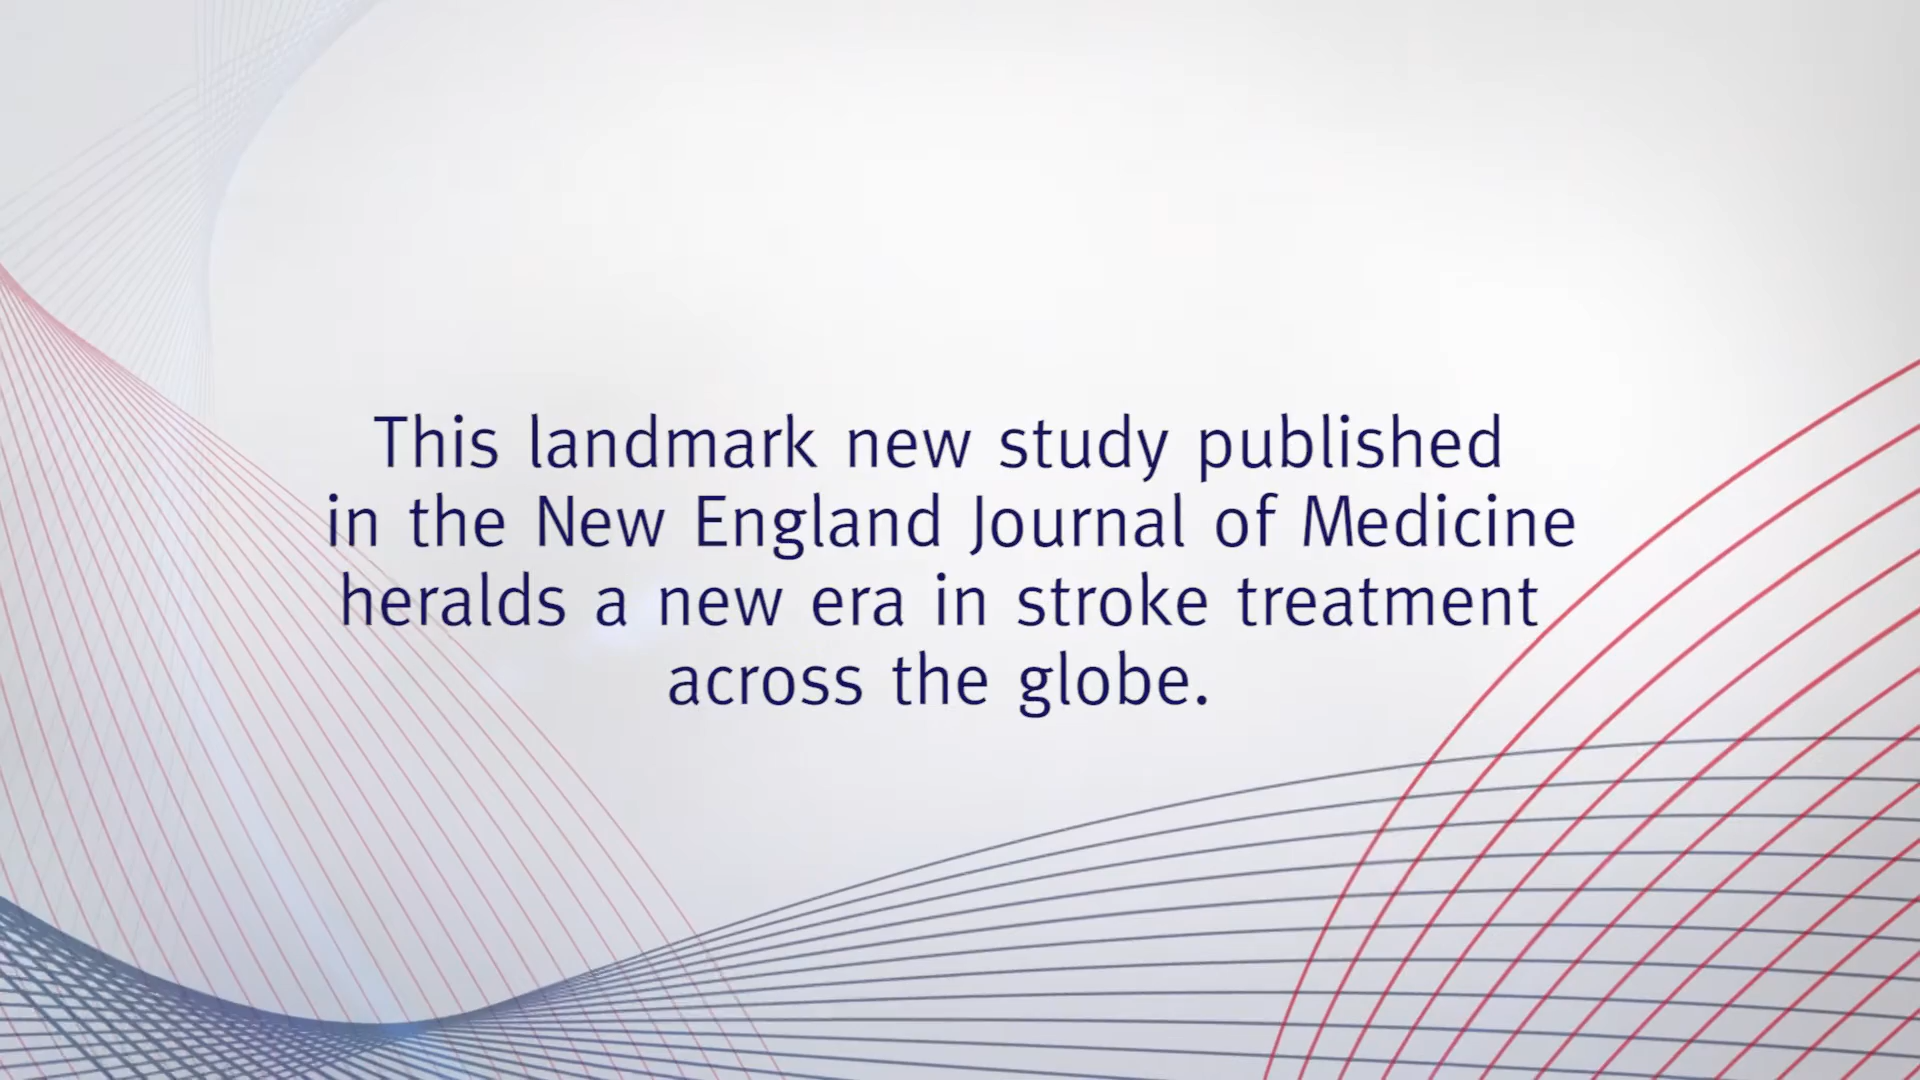 This landmark new study published
in the New England Journal of Medicine
heralds a new era in stroke treatment
across the globe.